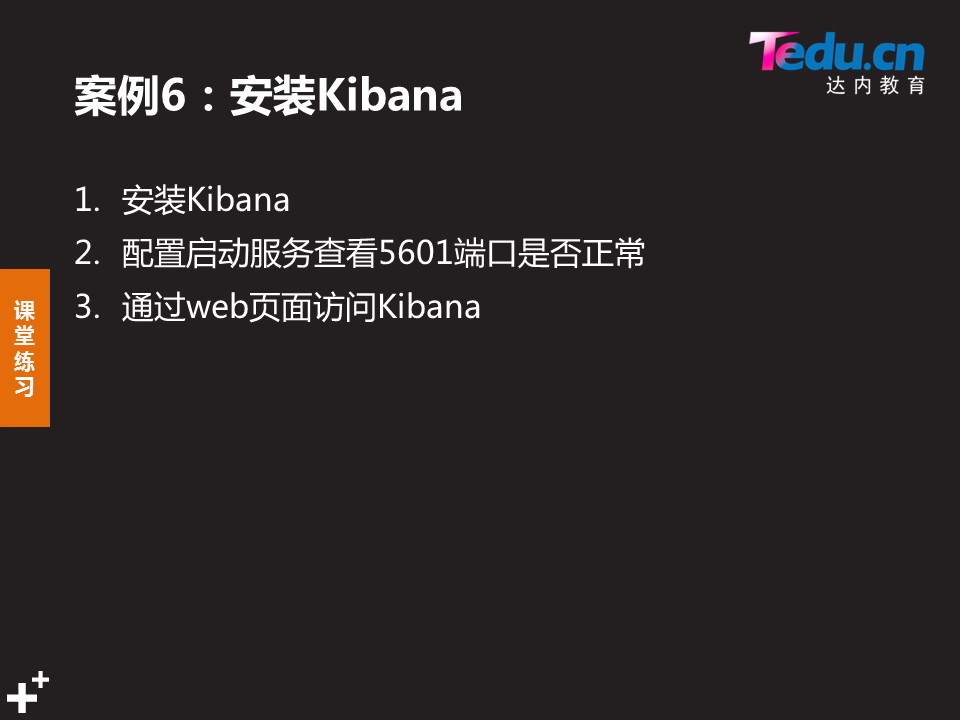 Tedu.cn
达内教育
案例6：安装Kibana
1. 安装Kibana
2. 配置启动服务查看5601端口是否正常
3. 通过web页面访问Kibana
课堂练习